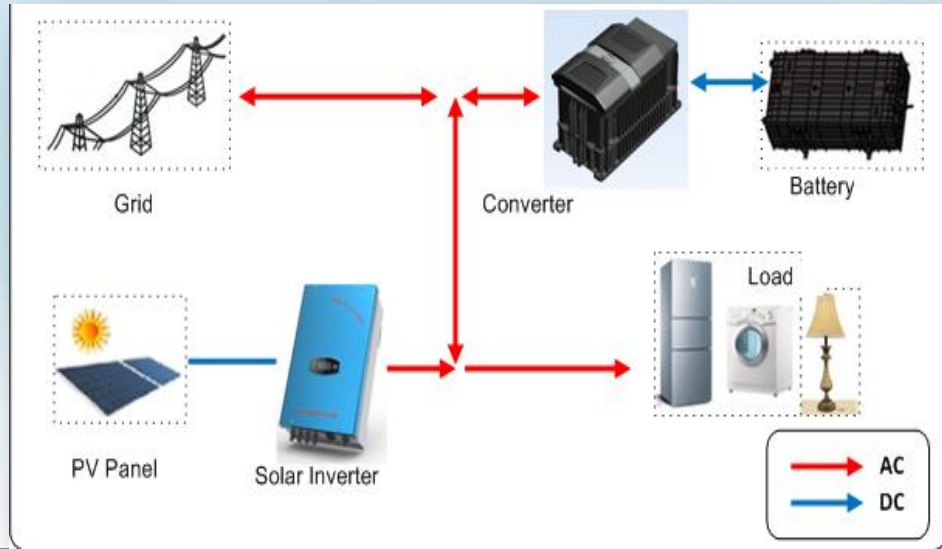 Grid
Converter
Battery
Load
PV Panel
Solar Inverter
AC
DC